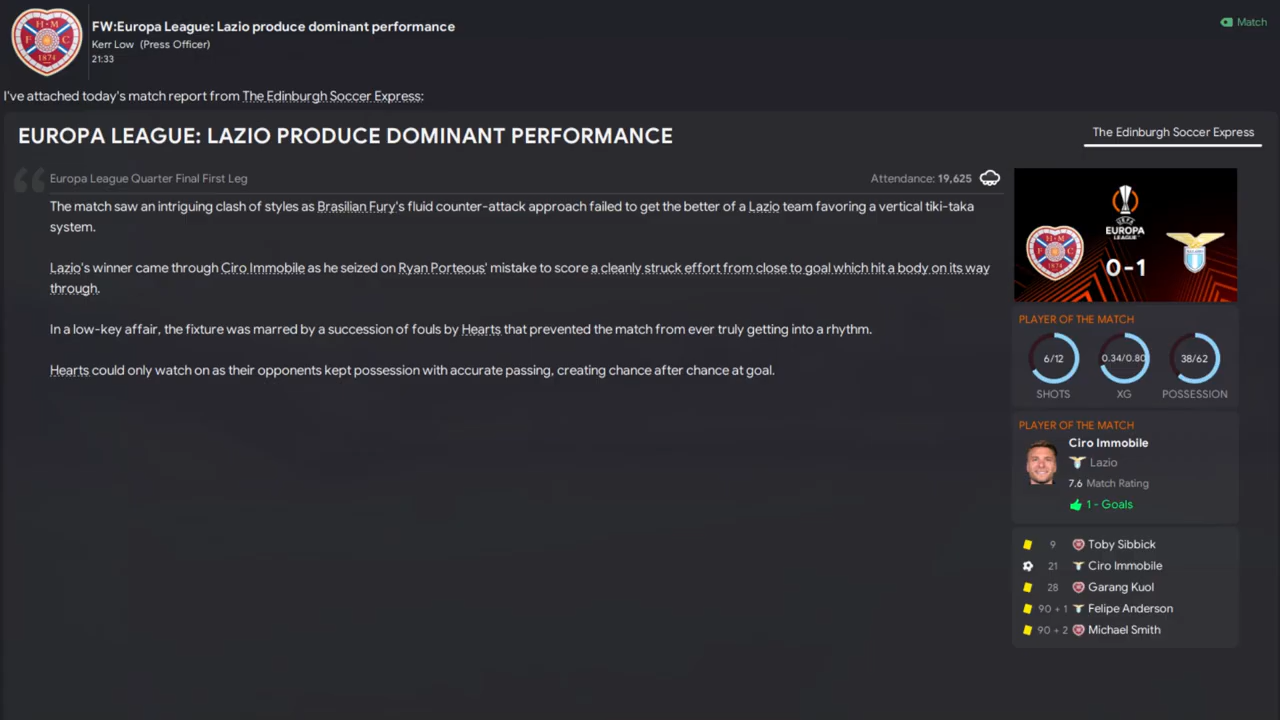 FW:Europa League: Lazio produce dominant performance
Kerr Low (Press Officer)
21:33
Match
I've attached today's match report from The Edinburgh Soccer Express:
EUROPA LEAGUE: LAZIO PRODUCE DOMINANT PERFORMANCE
The Edinburgh Soccer Express
Europa League Quarter Final First Leg
Attendance: 19,625
The match saw an intriguing clash of styles as Brasilian Fury's fluid counter-attack approach failed to get the better of a Lazio team favoring a vertical tiki-taka
system.
Lazio's winner came through Ciro Immobile as he seized on Ryan Porteous' mistake to score a cleanly struck effort from close to goal which hit a body on its way
through.
In a low-key affair, the fixture was marred by a succession of fouls by Hearts that prevented the match from ever truly getting into a rhythm.
Hearts could only watch on as their opponents kept possession with accurate passing, creating chance after chance at goal.
UEFA
EUROPA
LEAGUE
0-1
PLAYER OF THE MATCH
6/12
0.34/0.80
38/62
SHOTS
XG
POSSESSION
PLAYER OF THE MATCH
Ciro Immobile
Lazio
7.6 Match Rating
1 - Goals
9 Toby Sibbick
21 Ciro Immobile
28 Garang Kuol
90 + 1 Felipe Anderson
90 + 2 Michael Smith